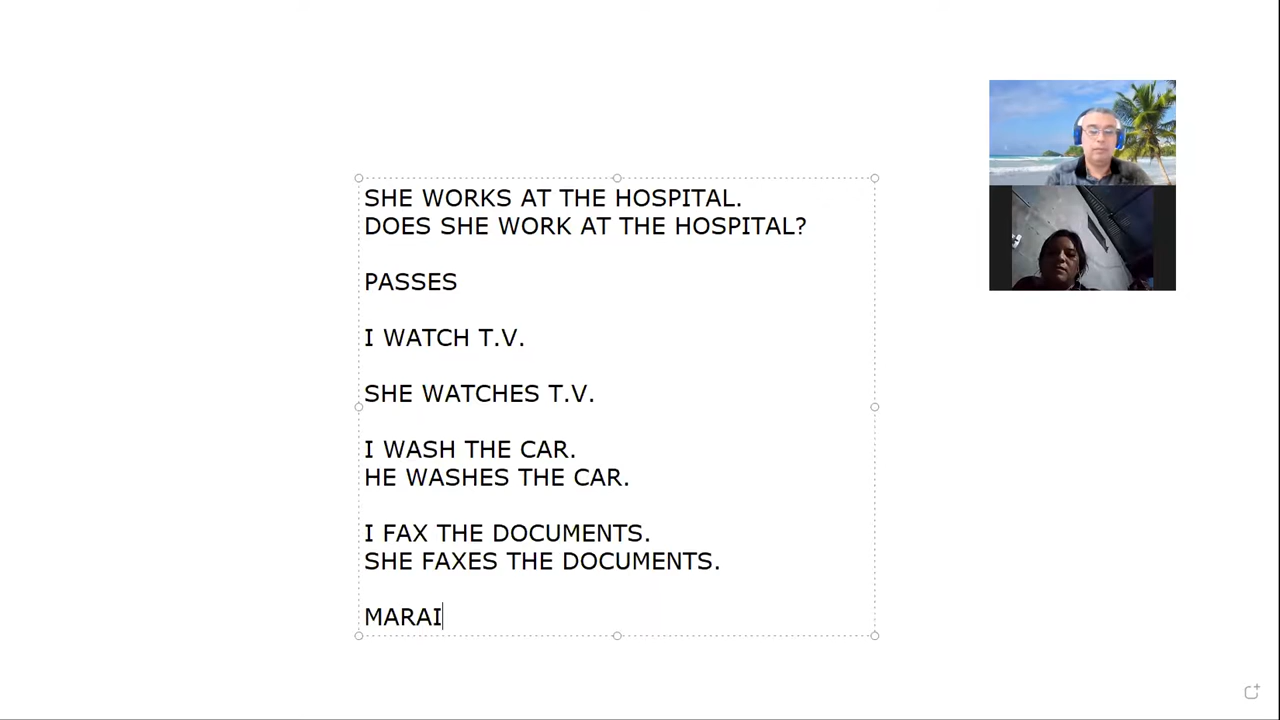 SHE WORKS AT THE HOSPITAL.
DOES SHE WORK AT THE HOSPITAL?
PASSES
I WATCH T.V.
SHE WATCHES T.V.
I WASH THE CAR.
HE WASHES THE CAR.
I FAX THE DOCUMENTS.
SHE FAXES THE DOCUMENTS.
MARAI